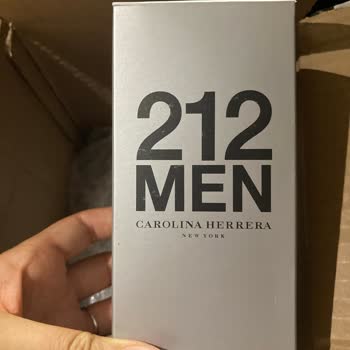 212
MEN
CAROLINA HERRERA
NEW YORK